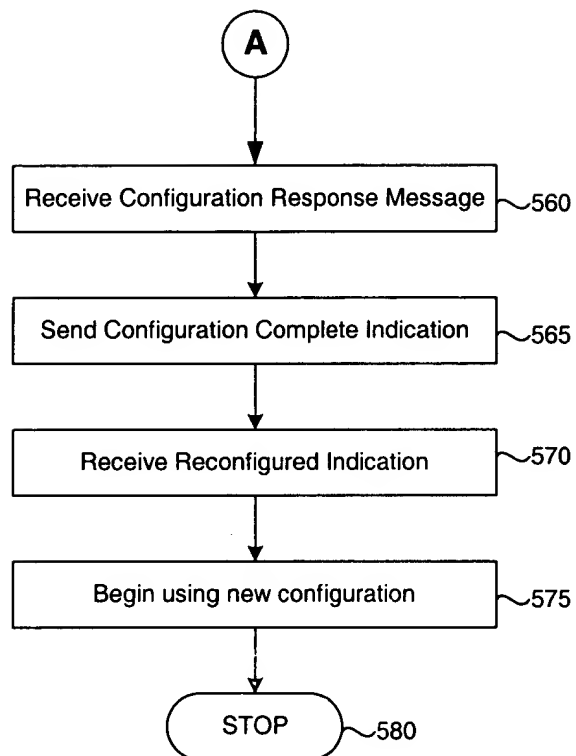 A
Receive Configuration Response Message
560
Send Configuration Complete Indication
565
Receive Reconfigured Indication
570
Begin using new configuration
575
STOP
580